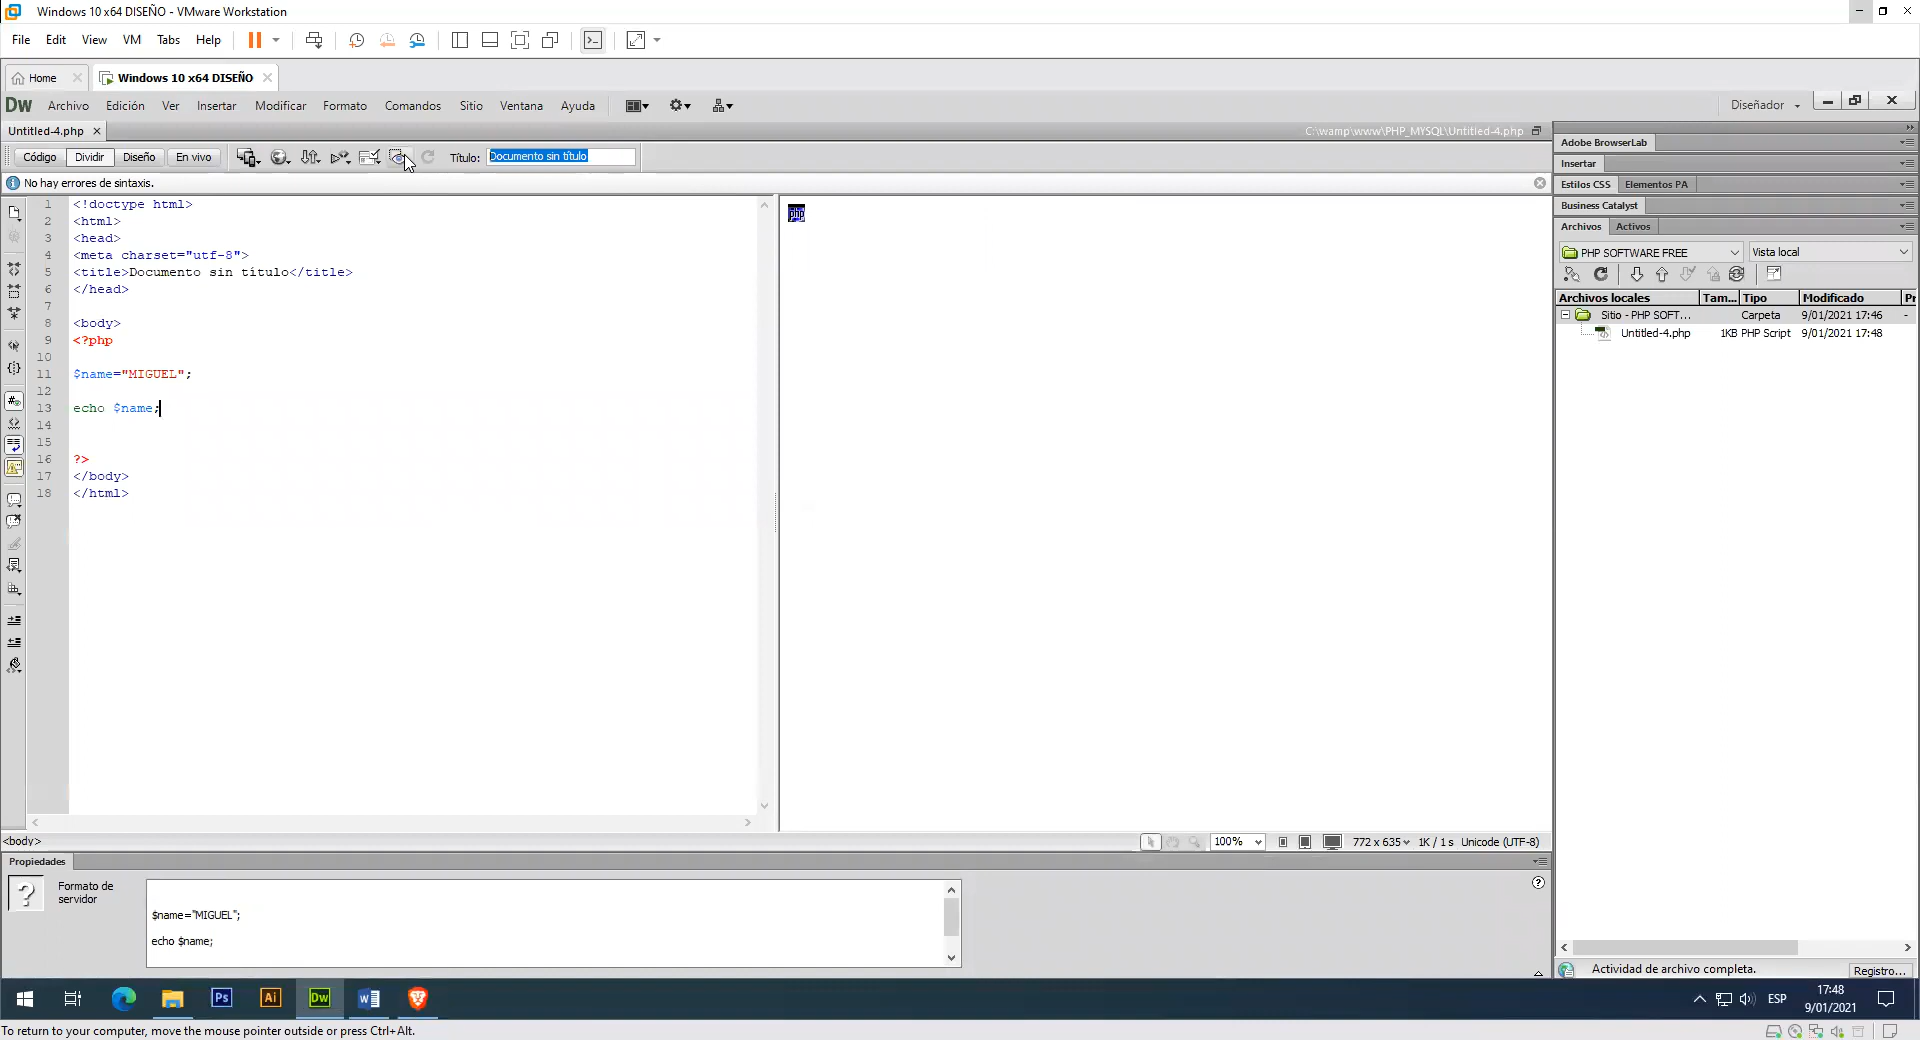 Windows 10 x64 DISEÑO - VMware Workstation
File Edit View VM Tabs Help
Home Windows 10 x64 DISEÑO
Dw Archivo Edición Ver Insertar Modificar Formato Comandos Sitio Ventana Ayuda Diseñador
Untitled-4.php C:\wamp\www\PHP_MYSQL\Untitled-4.php
Código Dividir Diseño En vivo Título: Documento sin título
No hay errores de sintaxis.
1 <!doctype html>
2 <html>
3 <head>
4 <meta charset="utf-8">
5 <title>Documento sin título</title>
6 </head>
7
8 <body>
9 <?php
10
11 $name="MIGUEL";
12
13 echo $name;
14
15
16 ?>
17 </body>
18 </html>
php
Adobe BrowserLab
Insertar
Estilos CSS Elementos PA
Business Catalyst
Archivos Activos
PHP SOFTWARE FREE Vista local
Archivos locales Tam... Tipo Modificado Pr
Sitio - PHP SOFT... Carpeta 9/01/2021 17:46 -
Untitled-4.php 1KB PHP Script 9/01/2021 17:48
<body> 100% 772 x 635 1K / 1 s Unicode (UTF-8)
Propiedades
Formato de
servidor
$name="MIGUEL";
echo $name;
Actividad de archivo completa. Registro...
Ps Ai Dw W ESP 17:48
9/01/2021
To return to your computer, move the mouse pointer outside or press Ctrl+Alt.